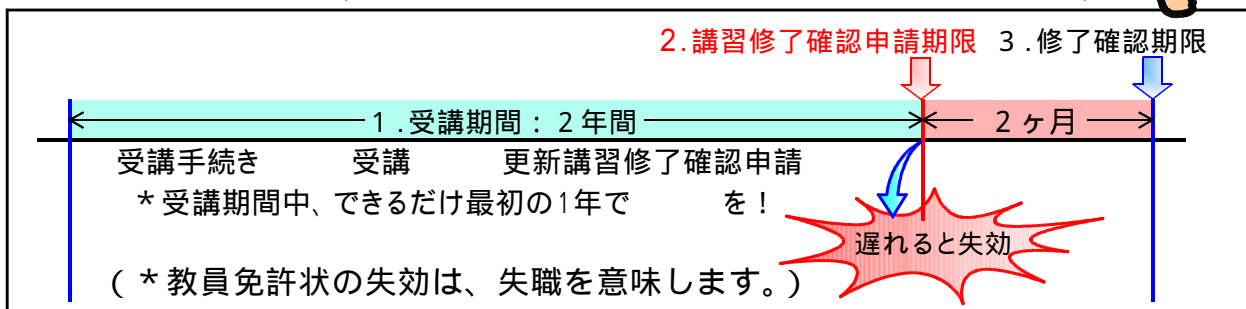 2.講習修了確認申請期限 3.修了確認期限
1.受講期間:2年間 2ヶ月
受講手続き 受講 更新講習修了確認申請
*受講期間中、できるだけ最初の1年で を!
遅れると失効
(*教員免許状の失効は、失職を意味します。)